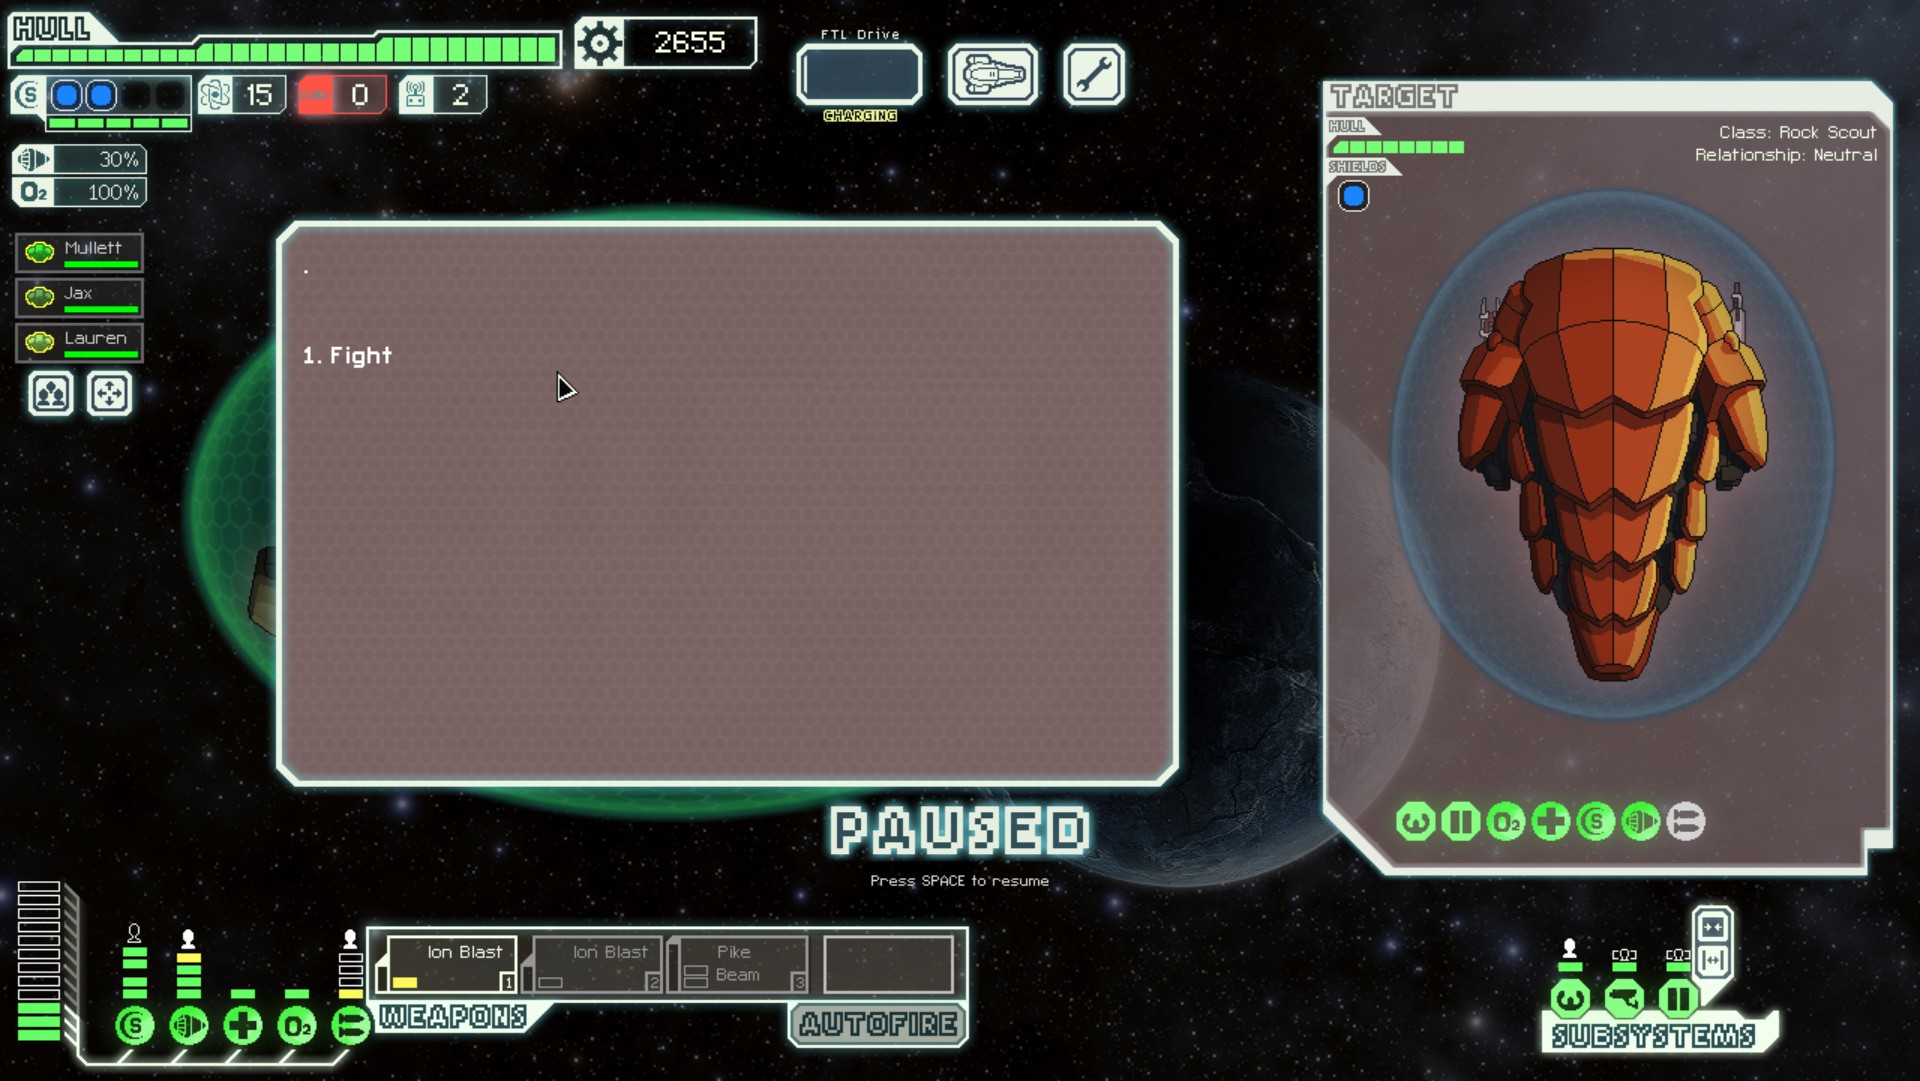 HULL
2655
FTL Drive
CHARGING
S
15
0
2
30%
O2
100%
Mullett
Jax
Lauren
.
1. Fight
TARGET
HULL
SHIELDS
Class: Rock Scout
Relationship: Neutral
O2
S
PAUSED
Press SPACE to resume
Ion Blast
1
Ion Blast
2
Pike
Beam
3
S
O2
WEAPONS
AUTOFIRE
SUBSYSTEMS